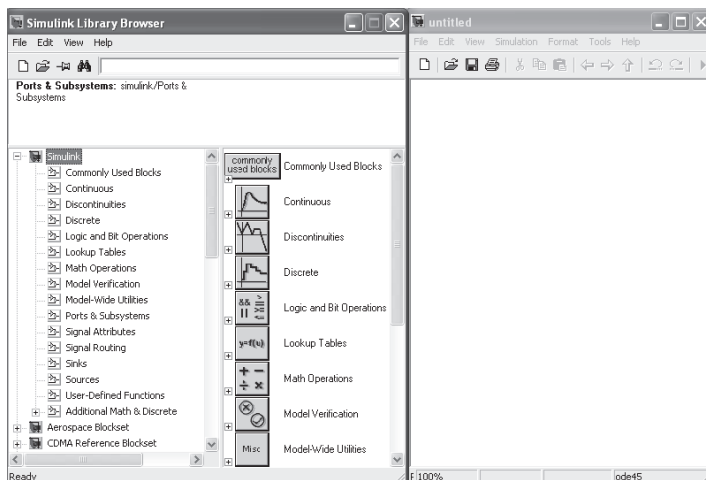 Simulink Library Browser
File Edit View Help
Ports & Subsystems: simulink/Ports &
Subsystems
Simulink
Commonly Used Blocks
Continuous
Discontinuities
Discrete
Logic and Bit Operations
Lookup Tables
Math Operations
Model Verification
Model-Wide Utilities
Ports & Subsystems
Signal Attributes
Signal Routing
Sinks
Sources
User-Defined Functions
Additional Math & Discrete
Aerospace Blockset
CDMA Reference Blockset
commonly
used blocks
Commonly Used Blocks
Continuous
Discontinuities
Discrete
Logic and Bit Operations
y=f(u)
Lookup Tables
+ −
÷ ×
Math Operations
Model Verification
Misc
Model-Wide Utilities
Ready
untitled
File Edit View Simulation Format Tools Help
100%
ode45